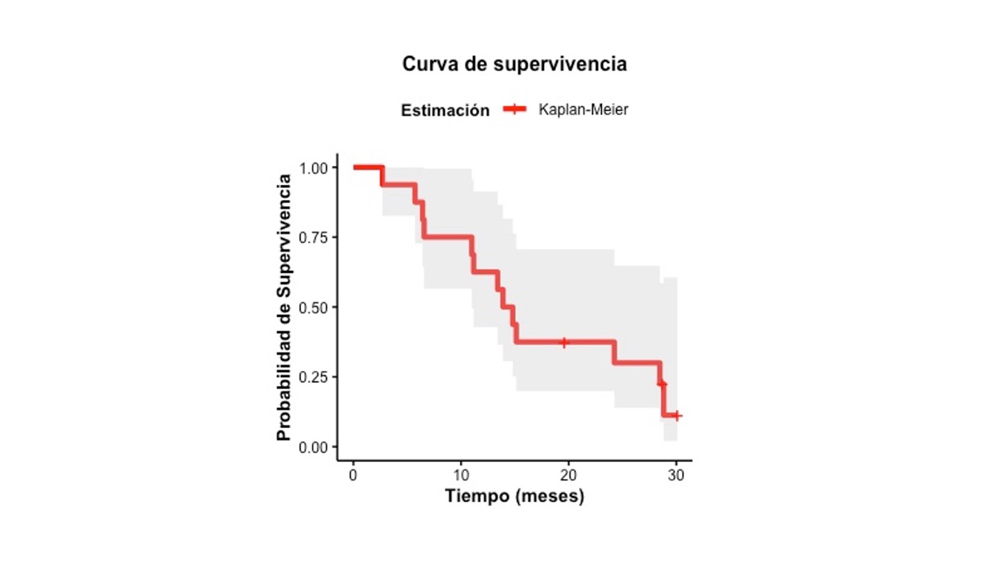 Curva de supervivencia
Estimación Kaplan-Meier
Probabilidad de Supervivencia
1.00
0.75
0.50
0.25
0.00
0 10 20 30
Tiempo (meses)